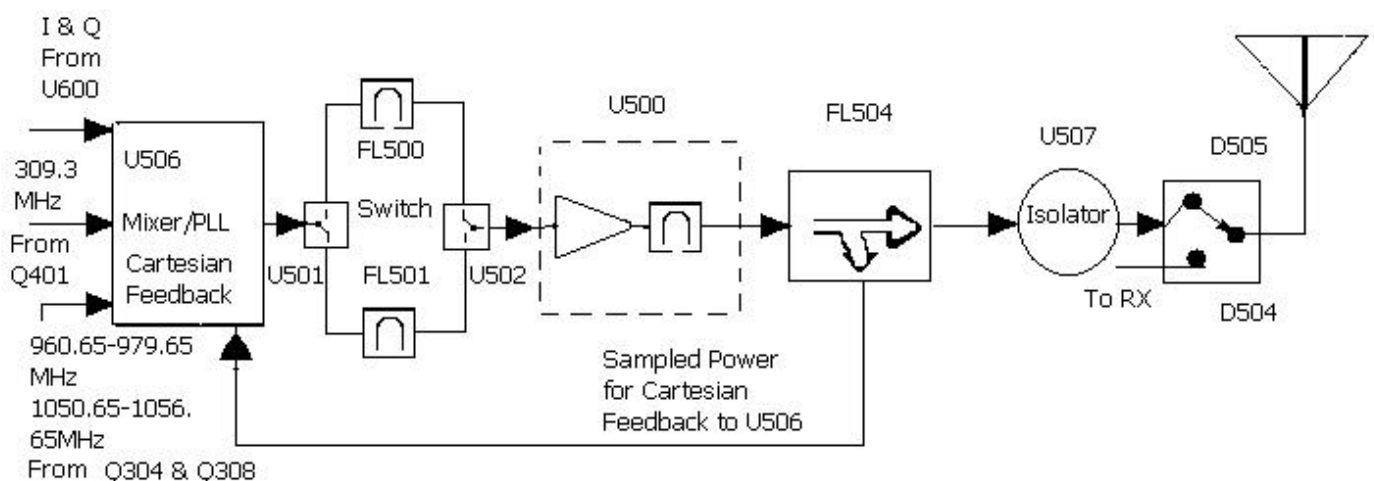 I & Q
From
U600
309.3
MHz
From
Q401
960.65-979.65
MHz
1050.65-1056.
65MHz
From Q304 & Q308
U506
Mixer/PLL
Cartesian
Feedback
U501
FL500
Switch
FL501
U502
U500
FL504
Sampled Power
for Cartesian
Feedback to U506
U507
Isolator
To RX
D505
D504